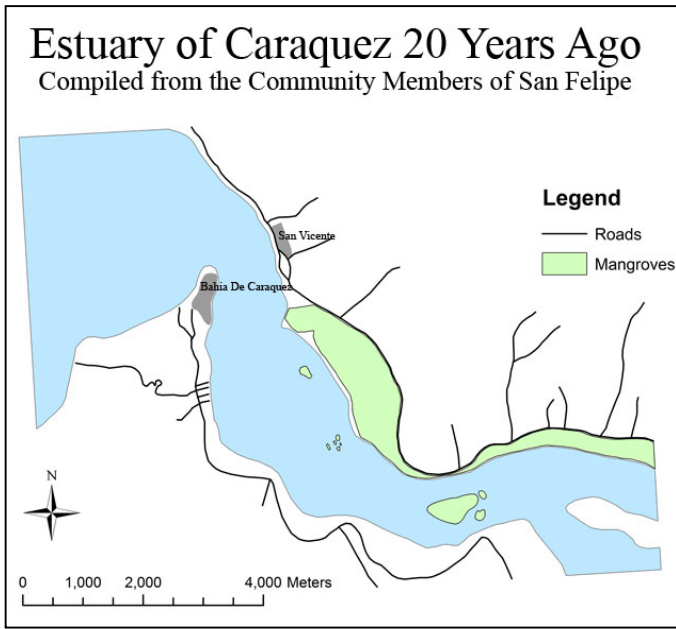 Estuary of Caraquez 20 Years Ago
Compiled from the Community Members of San Felipe
Legend
San Vicente
Roads
Mangroves
Bahia De Caraquez
N
0 1,000 2,000 4,000 Meters